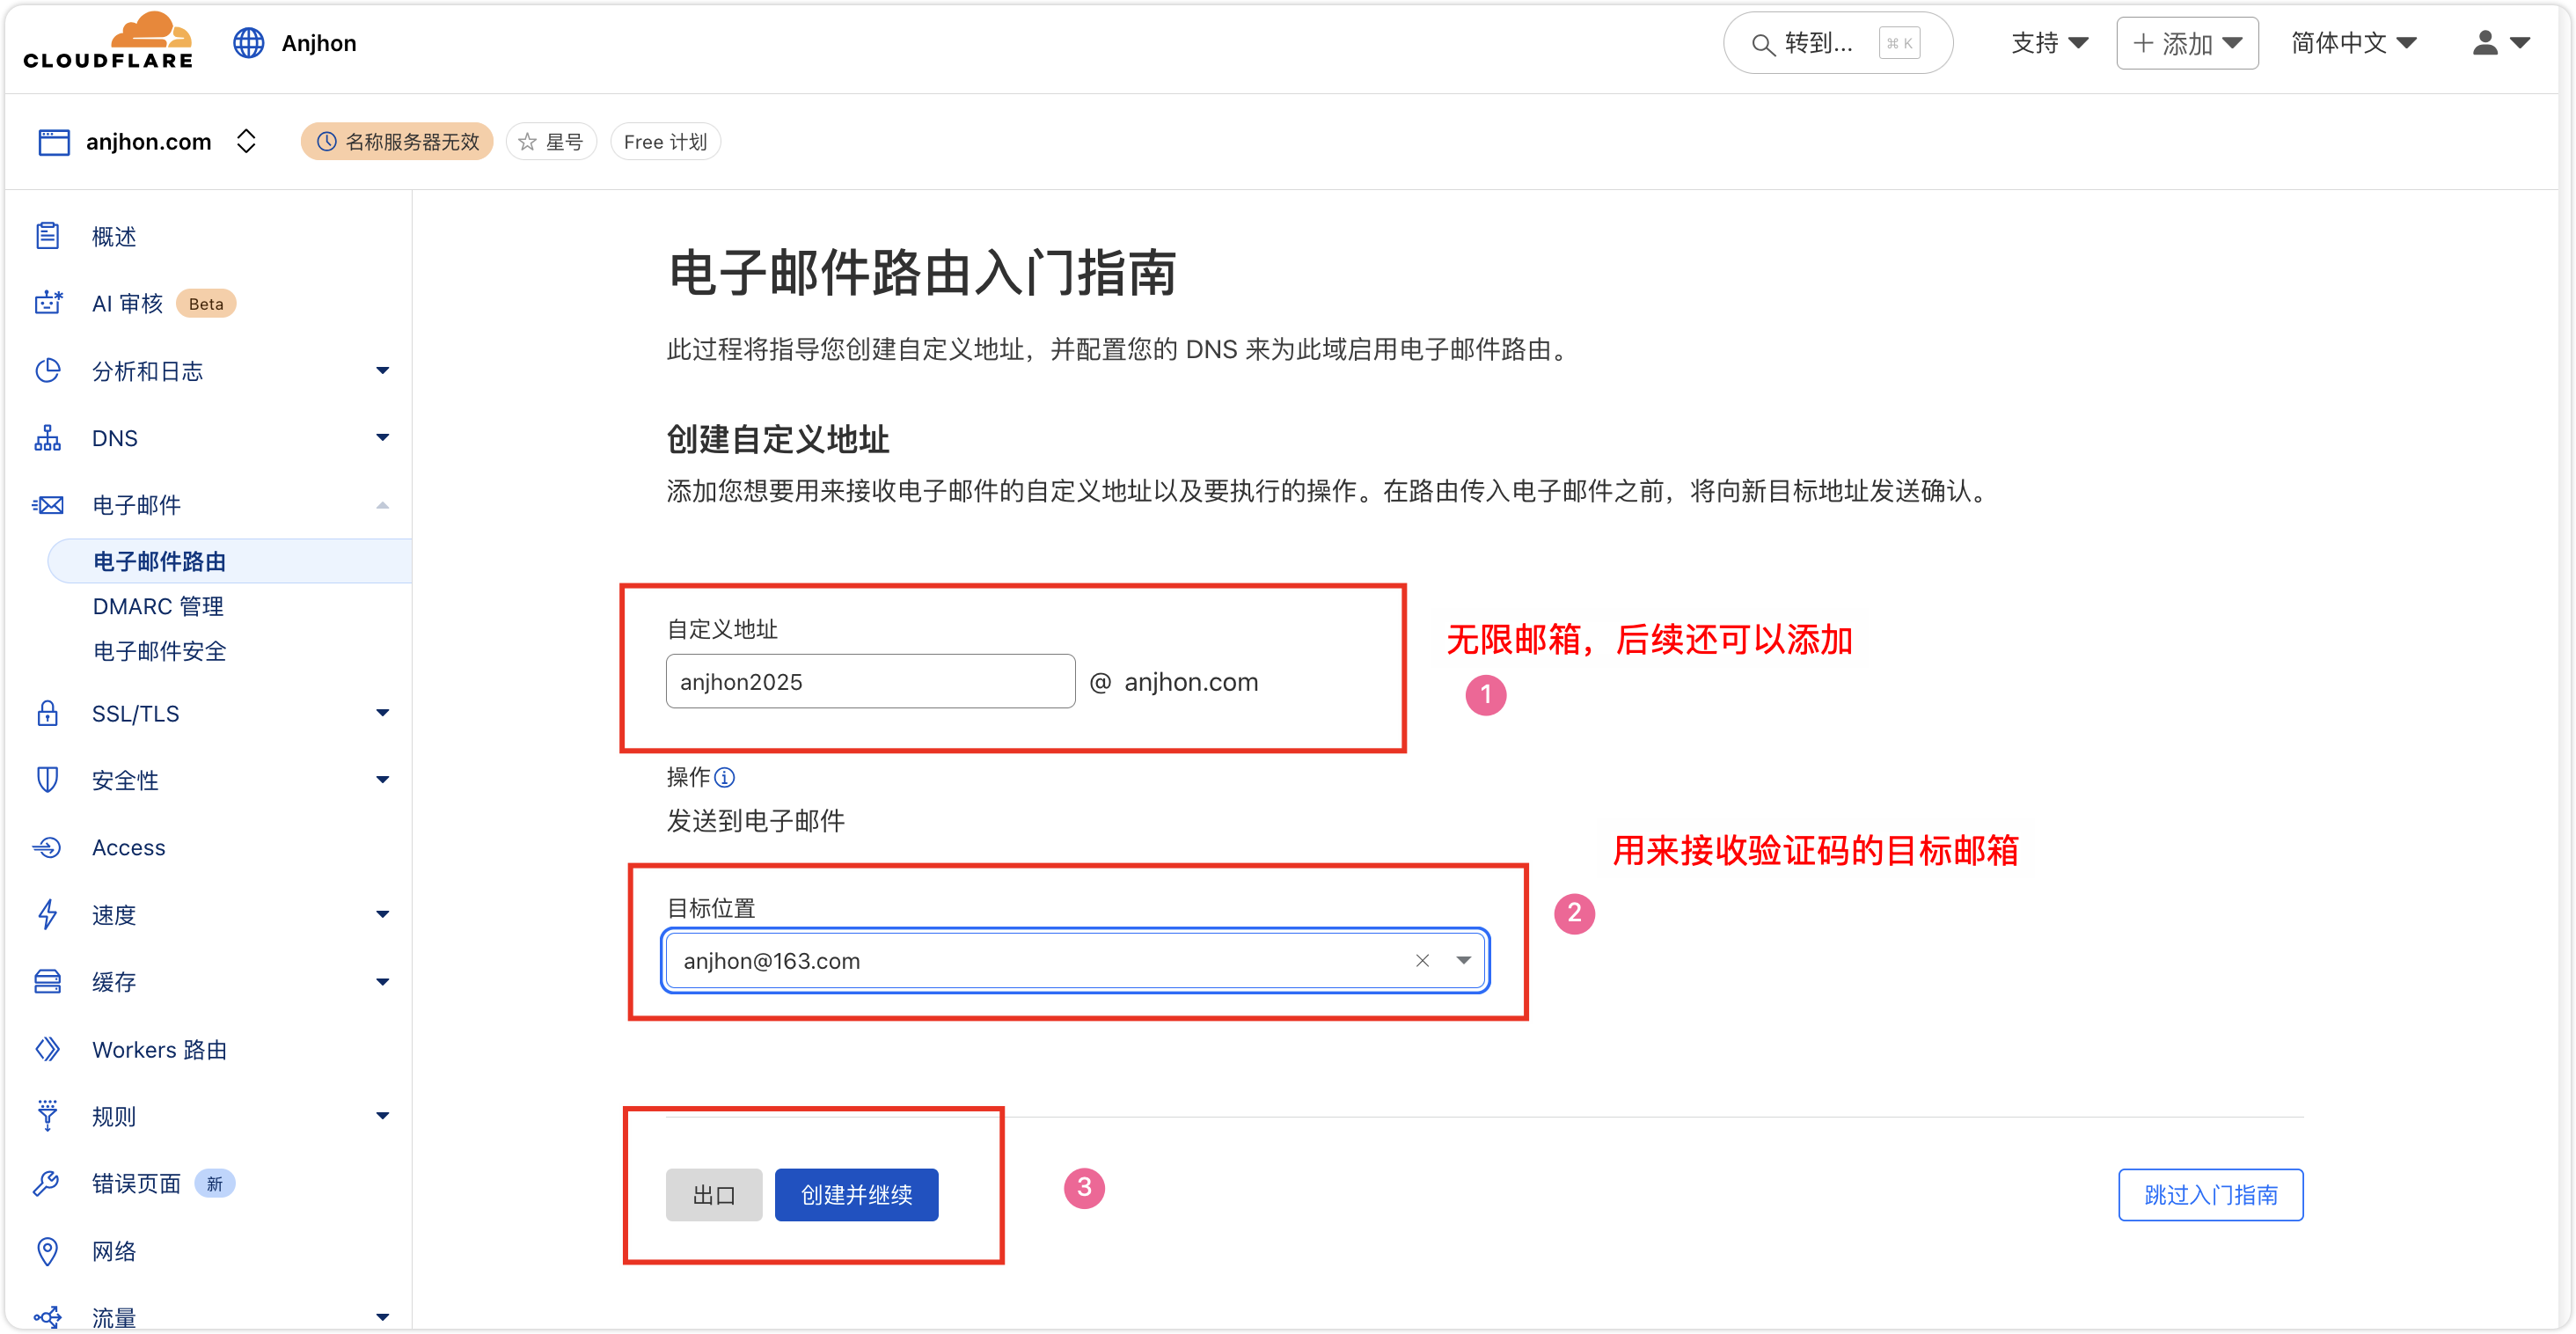 CLOUDFLARE
Anjhon
转到... ⌘ K
支持
+ 添加
简体中文
anjhon.com
名称服务器无效
星号
Free 计划
概述
AI 审核 Beta
分析和日志
DNS
电子邮件
电子邮件路由
DMARC 管理
电子邮件安全
SSL/TLS
安全性
Access
速度
缓存
Workers 路由
规则
错误页面 新
网络
流量
电子邮件路由入门指南
此过程将指导您创建自定义地址，并配置您的 DNS 来为此域启用电子邮件路由。
创建自定义地址
添加您想要用来接收电子邮件的自定义地址以及要执行的操作。在路由传入电子邮件之前，将向新目标地址发送确认。
自定义地址
anjhon2025 @ anjhon.com
无限邮箱，后续还可以添加
1
操作
发送到电子邮件
用来接收验证码的目标邮箱
2
目标位置
anjhon@163.com
出口
创建并继续
3
跳过入门指南